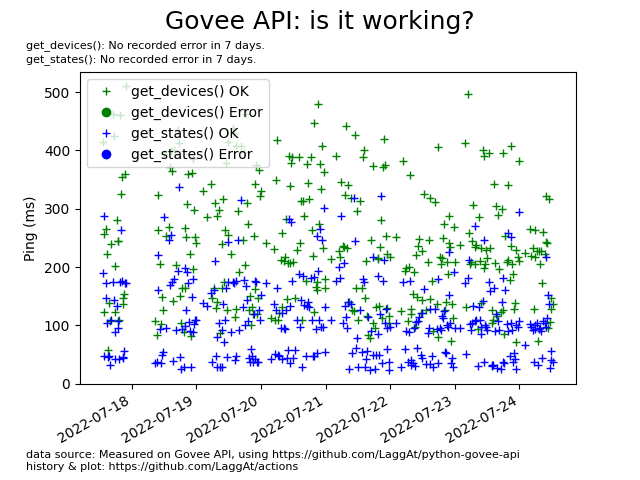 Govee API: is it working?
get_devices(): No recorded error in 7 days.
get_states(): No recorded error in 7 days.
get_devices() OK
get_devices() Error
get_states() OK
get_states() Error
Ping (ms)
500
400
300
200
100
0
2022-07-18
2022-07-19
2022-07-20
2022-07-21
2022-07-22
2022-07-23
2022-07-24
data source: Measured on Govee API, using https://github.com/LaggAt/python-govee-api
history & plot: https://github.com/LaggAt/actions